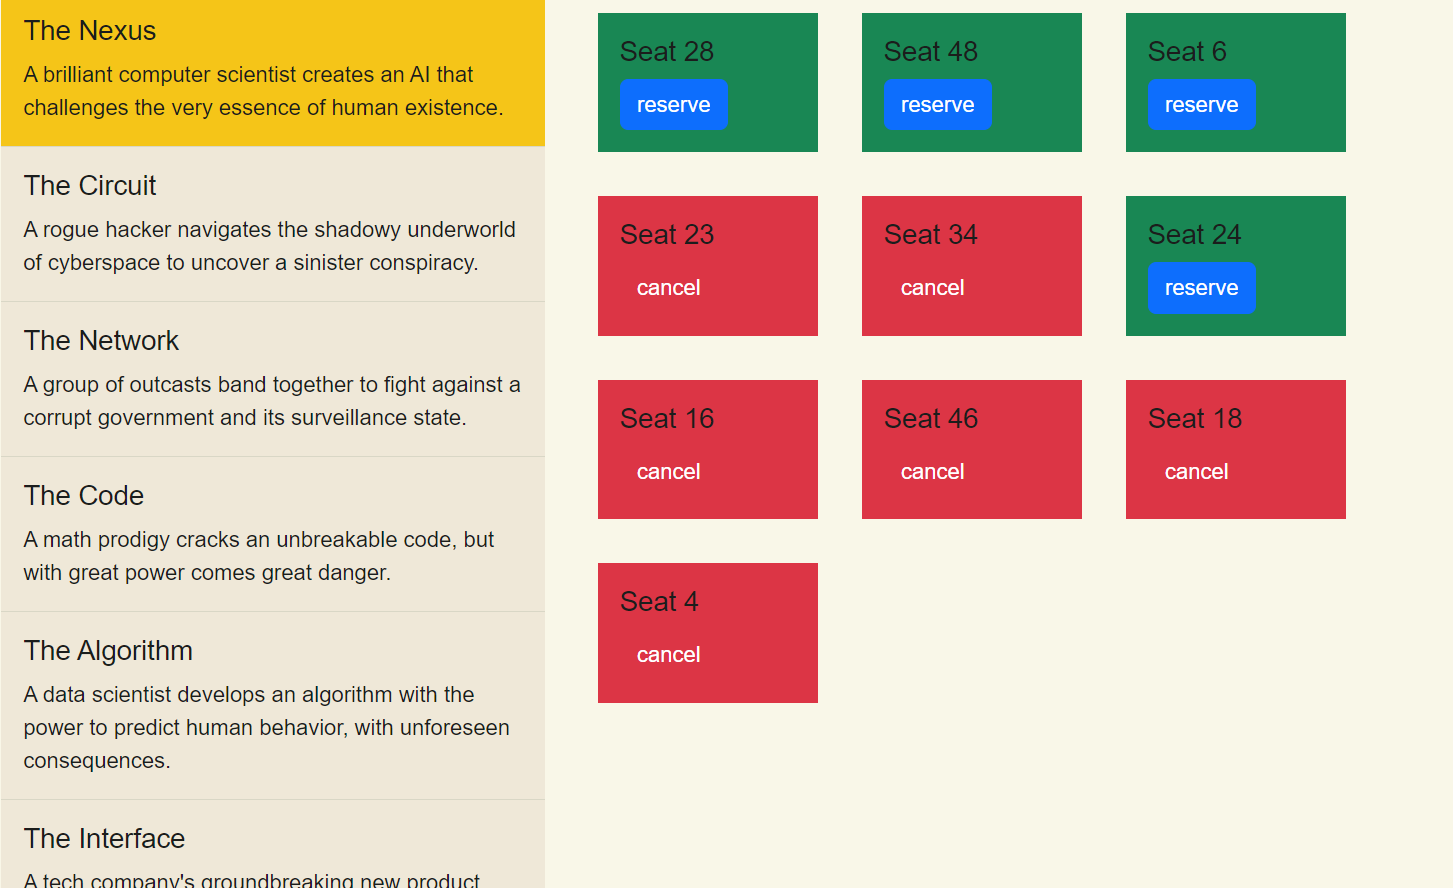 The Nexus
A brilliant computer scientist creates an AI that
challenges the very essence of human existence.
The Circuit
A rogue hacker navigates the shadowy underworld
of cyberspace to uncover a sinister conspiracy.
The Network
A group of outcasts band together to fight against a
corrupt government and its surveillance state.
The Code
A math prodigy cracks an unbreakable code, but
with great power comes great danger.
The Algorithm
A data scientist develops an algorithm with the
power to predict human behavior, with unforeseen
consequences.
The Interface
A tech company's groundbreaking new product
Seat 28
reserve
Seat 48
reserve
Seat 6
reserve
Seat 23
cancel
Seat 34
cancel
Seat 24
reserve
Seat 16
cancel
Seat 46
cancel
Seat 18
cancel
Seat 4
cancel